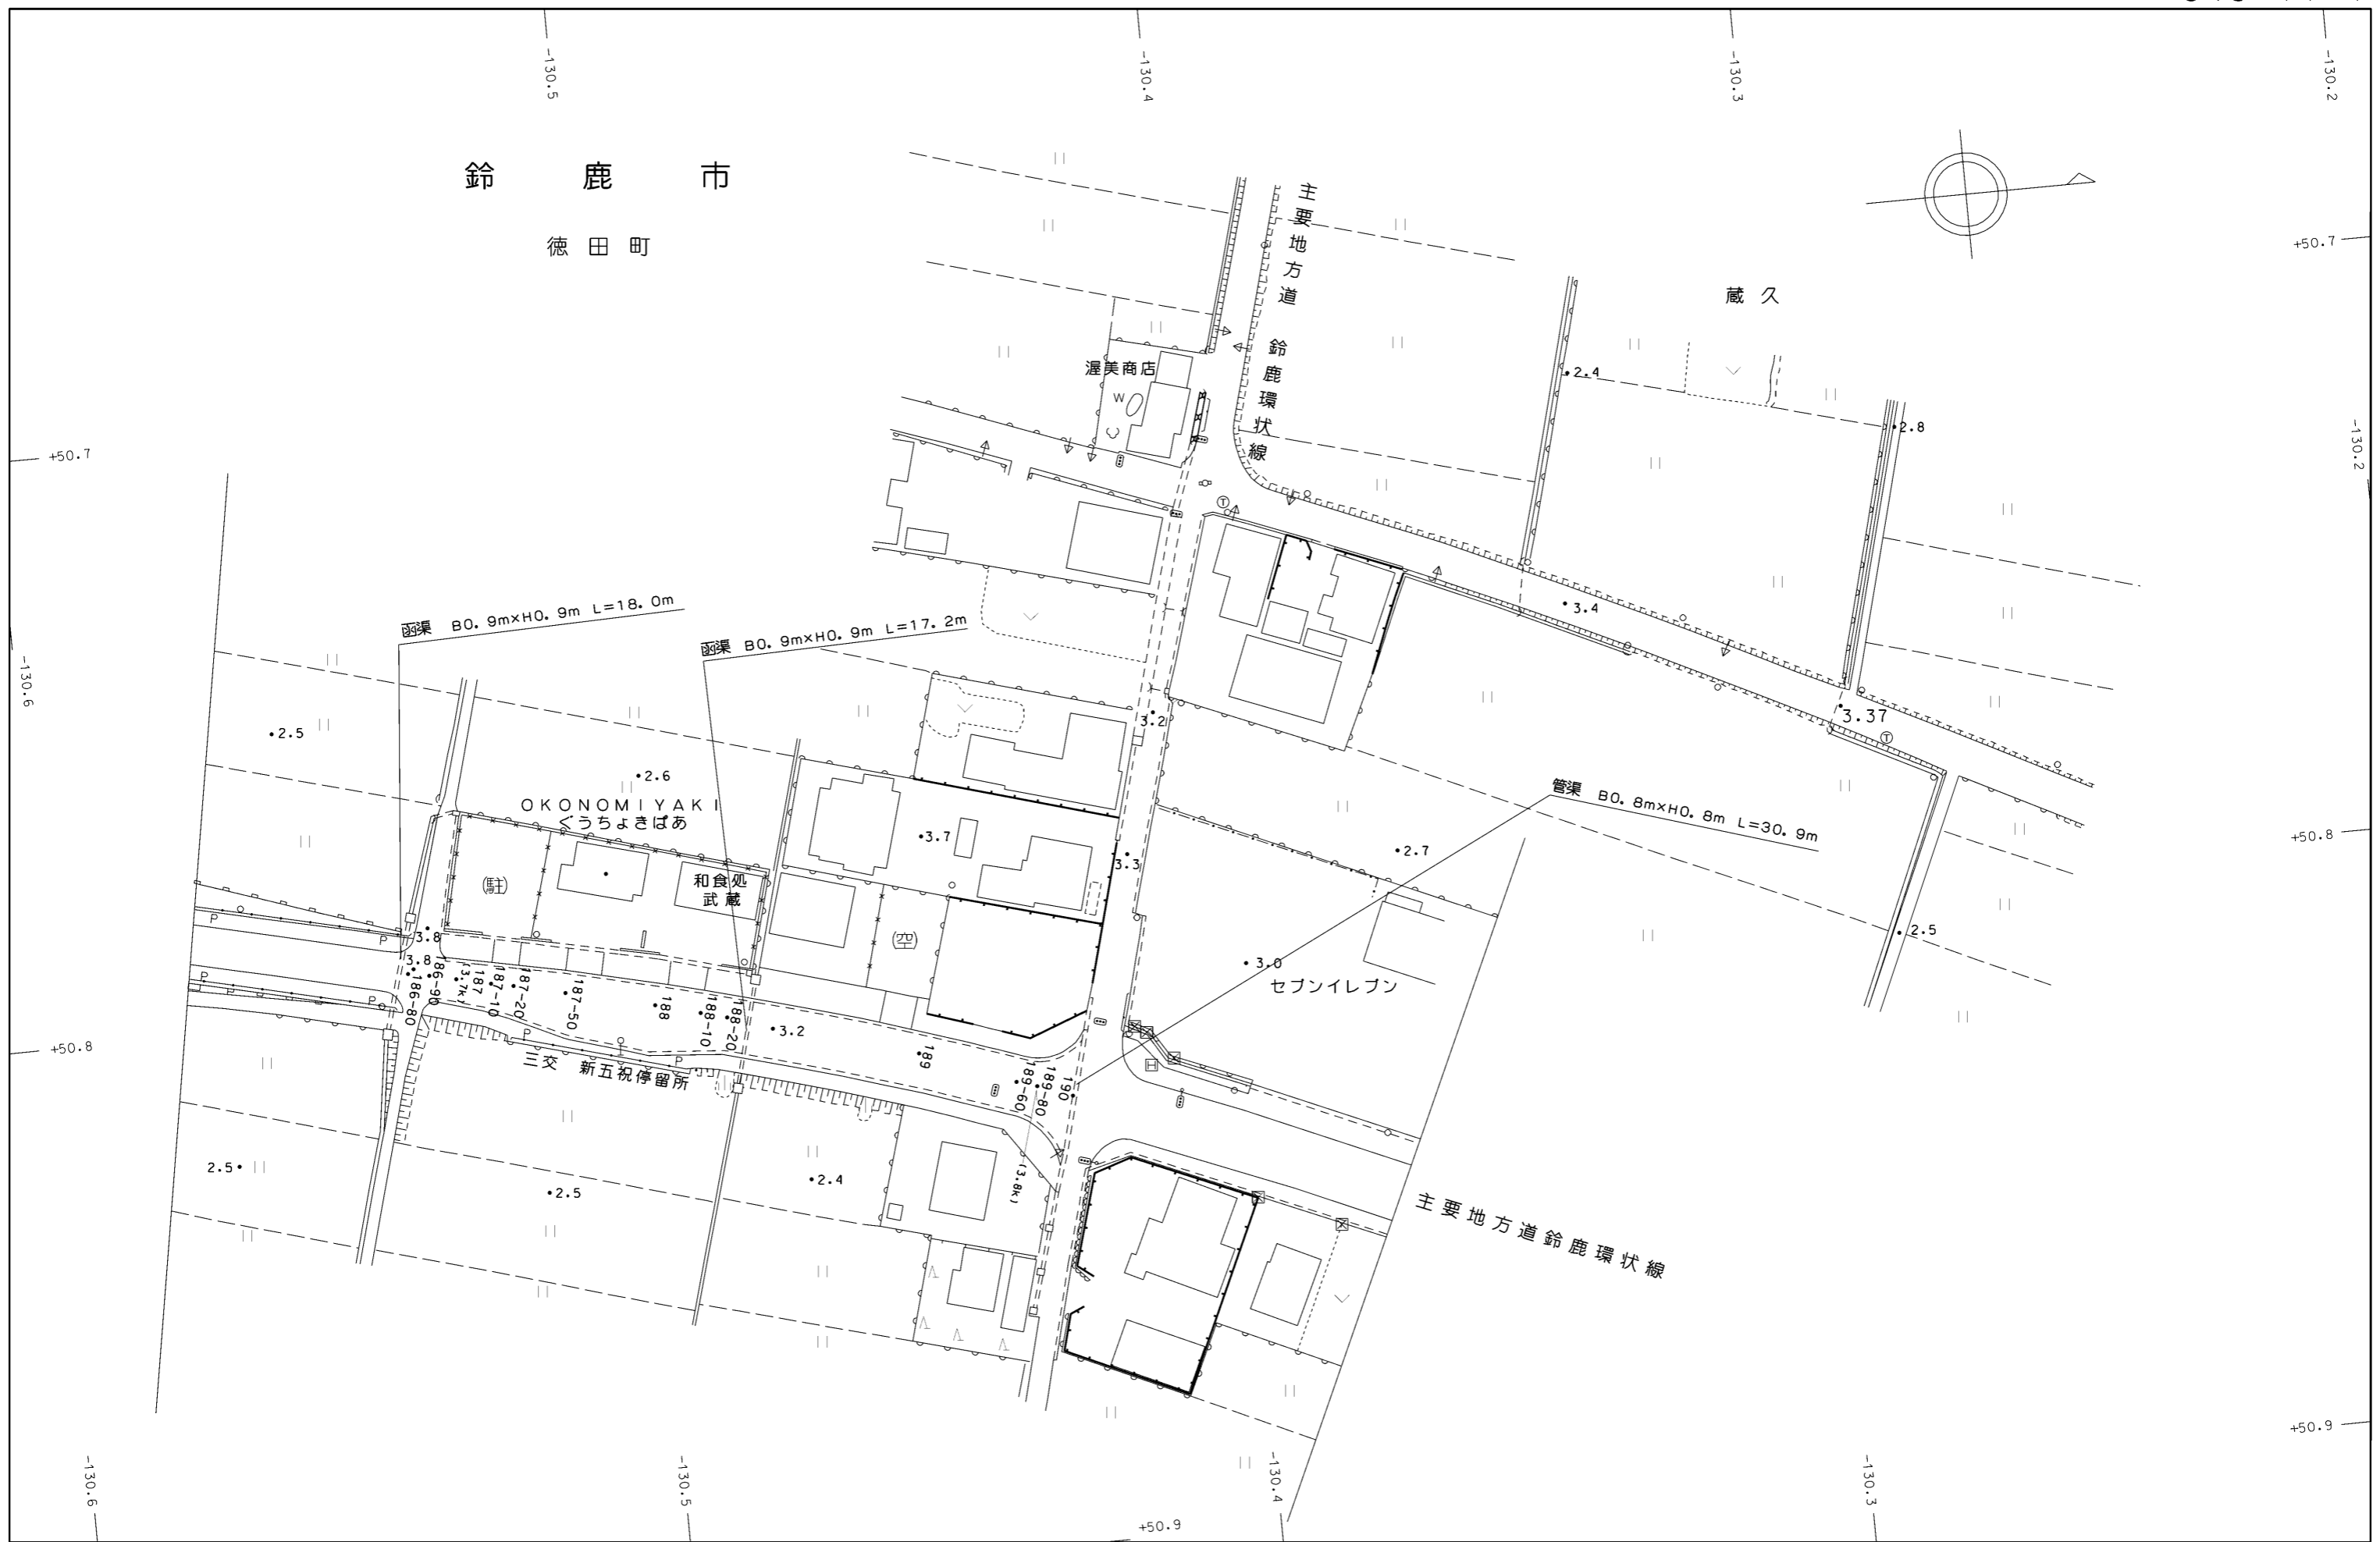 -130.5
-130.4
-130.3
-130.2
鈴鹿市
徳田町
主要地方道 鈴鹿環状線
蔵久
+50.7
渥美商店
W
2.4
2.8
-130.2
+50.7
T
3.4
函渠 B0.9m×H0.9m L=18.0m
函渠 B0.9m×H0.9m L=17.2m
-130.6
3.2
3.37
T
2.5
2.6
OKONOMIYAKI
ぐうちょきぱあ
管渠 B0.8m×H0.8m L=30.9m
3.7
3.3
2.7
+50.8
(駐)
和食処
武蔵
(空)
P
P
3.8
3.8
2.5
3.0
セブンイレブン
P
P
186-80
186-90
(3.7k)
187
187-10
187-20
187-50
188
188-10
188-20
3.2
189
189-60
189-80
190
(3.8k)
+50.8
P
P
三交 新五祝停留所
H
2.5
2.5
2.4
主要地方道鈴鹿環状線
+50.9
-130.6
-130.5
-130.4
-130.3
+50.9